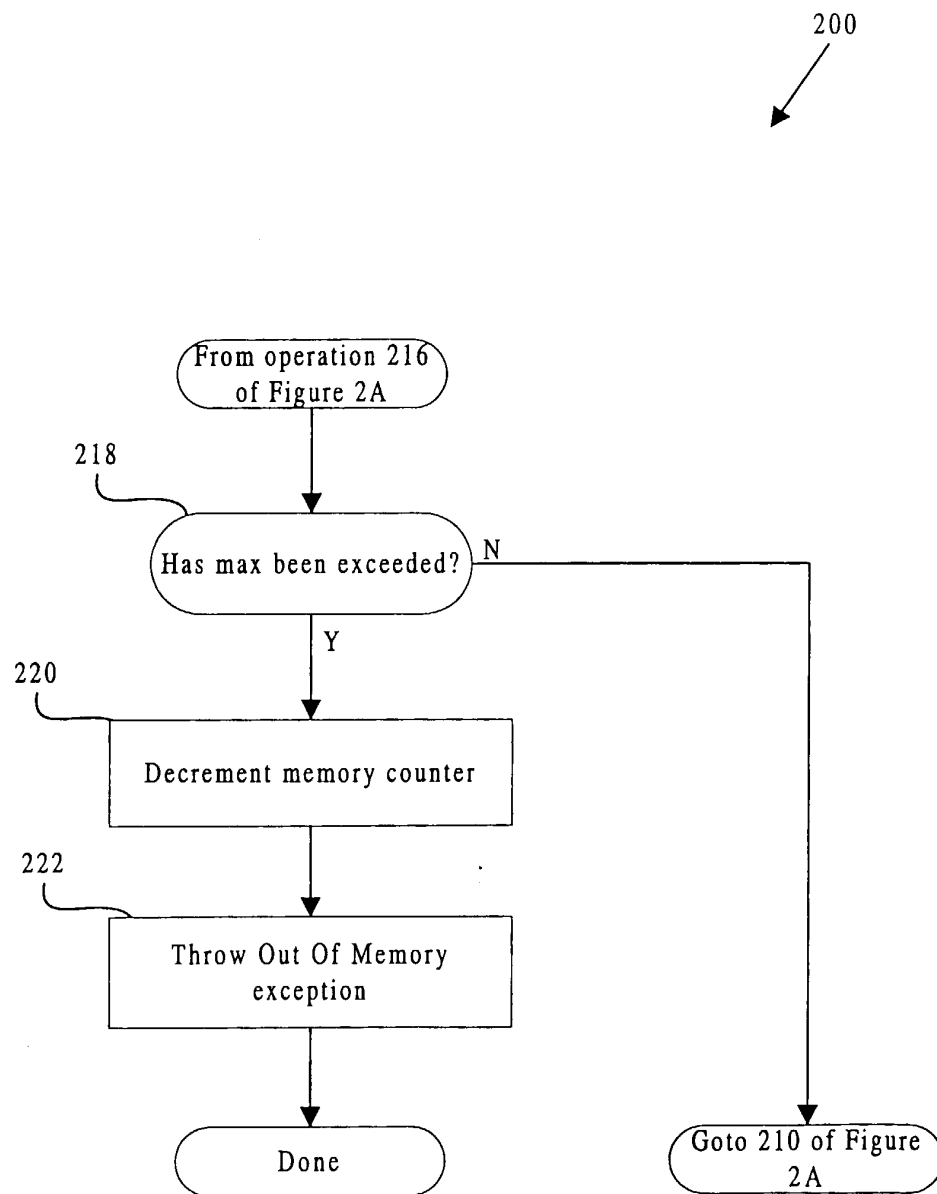 200
From operation 216
of Figure 2A
218
Has max been exceeded?
N
Y
220
Decrement memory counter
222
Throw Out Of Memory
exception
Done
Goto 210 of Figure
2A